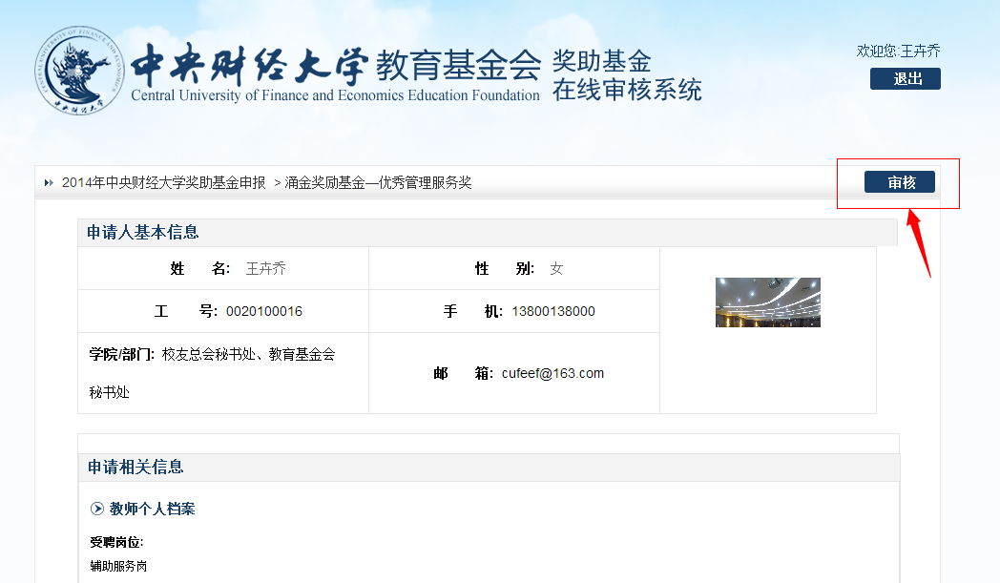 CENTRAL UNIVERSITY OF FINANCE AND ECONOMICS
中央财经大学
中央财经大学教育基金会
Central University of Finance and Economics Education Foundation
奖助基金
在线审核系统
欢迎您:王卉乔
退出
2014年中央财经大学奖助基金申报 > 涌金奖励基金—优秀管理服务奖
审核
申请人基本信息
姓 名: 王卉乔
性 别: 女
工 号: 0020100016
手 机: 13800138000
学院/部门: 校友总会秘书处、教育基金会
秘书处
邮 箱: cufeef@163.com
申请相关信息
教师个人档案
受聘岗位:
辅助服务岗